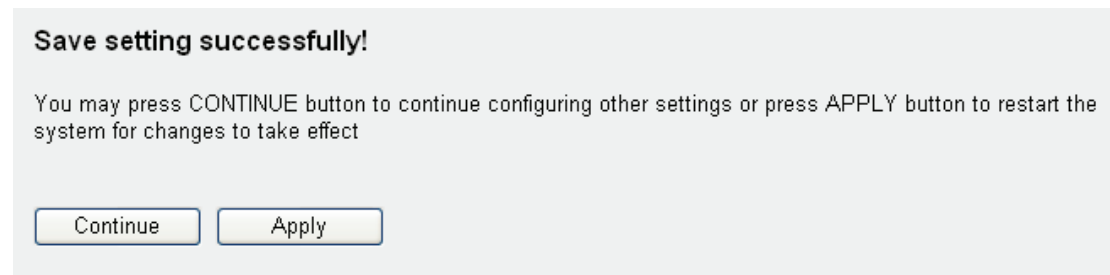 Save setting successfully!
You may press CONTINUE button to continue configuring other settings or press APPLY button to restart the
system for changes to take effect
Continue Apply